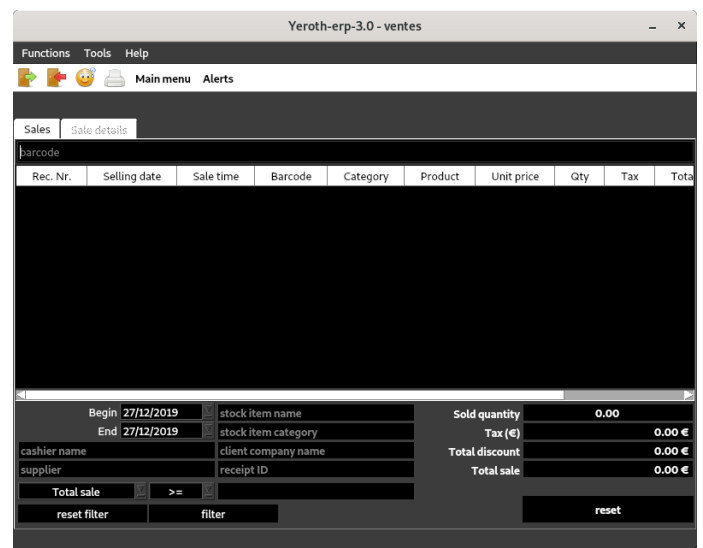 Yeroth-erp-3.0 - ventes
Functions Tools Help
Main menu Alerts
Sales Sale details
barcode
Rec. Nr. Selling date Sale time Barcode Category Product Unit price Qty Tax Tota
Begin 27/12/2019 stock item name Sold quantity 0.00
End 27/12/2019 stock item category Tax (€) 0.00 €
cashier name client company name Total discount 0.00 €
supplier receipt ID Total sale 0.00 €
Total sale >=
reset filter filter reset